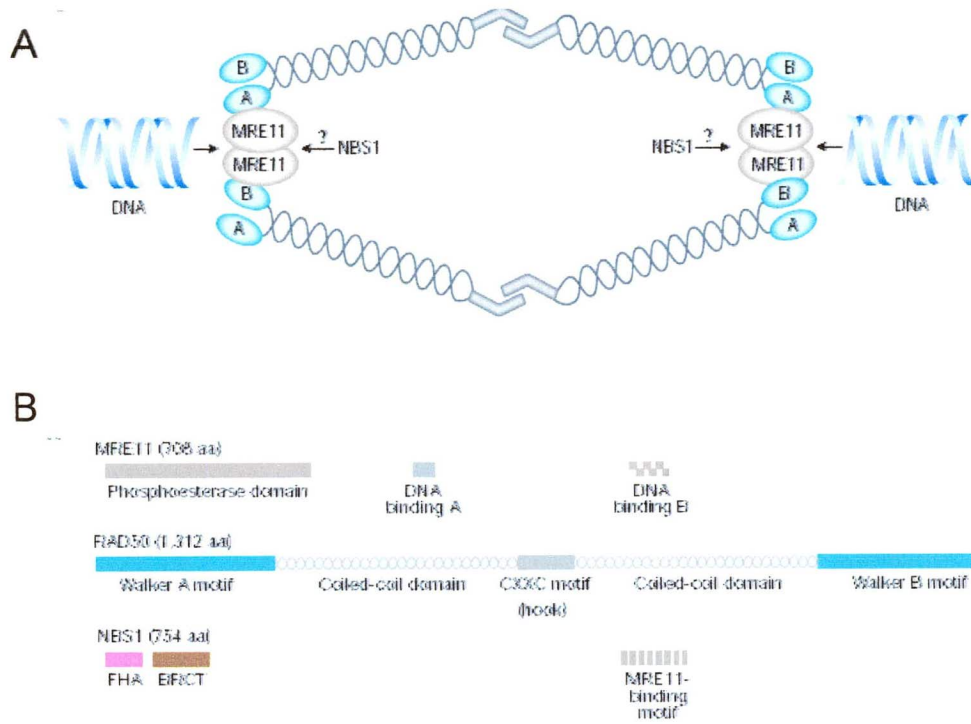 A
B
A
MRE11
MRE11
B
A
DNA
?
NBS1
B
A
MRE11
MRE11
B
A
?
NBS1
DNA
B
MRE11 (708 aa)
Phosphoesterase domain
DNA
binding A
DNA
binding B
RAD50 (1,312 aa)
Walker A motif
Coiled-coil domain
CXXC motif
(hook)
Coiled-coil domain
Walker B motif
NBS1 (754 aa)
FHA
BRCT
MRE11-
binding
motif